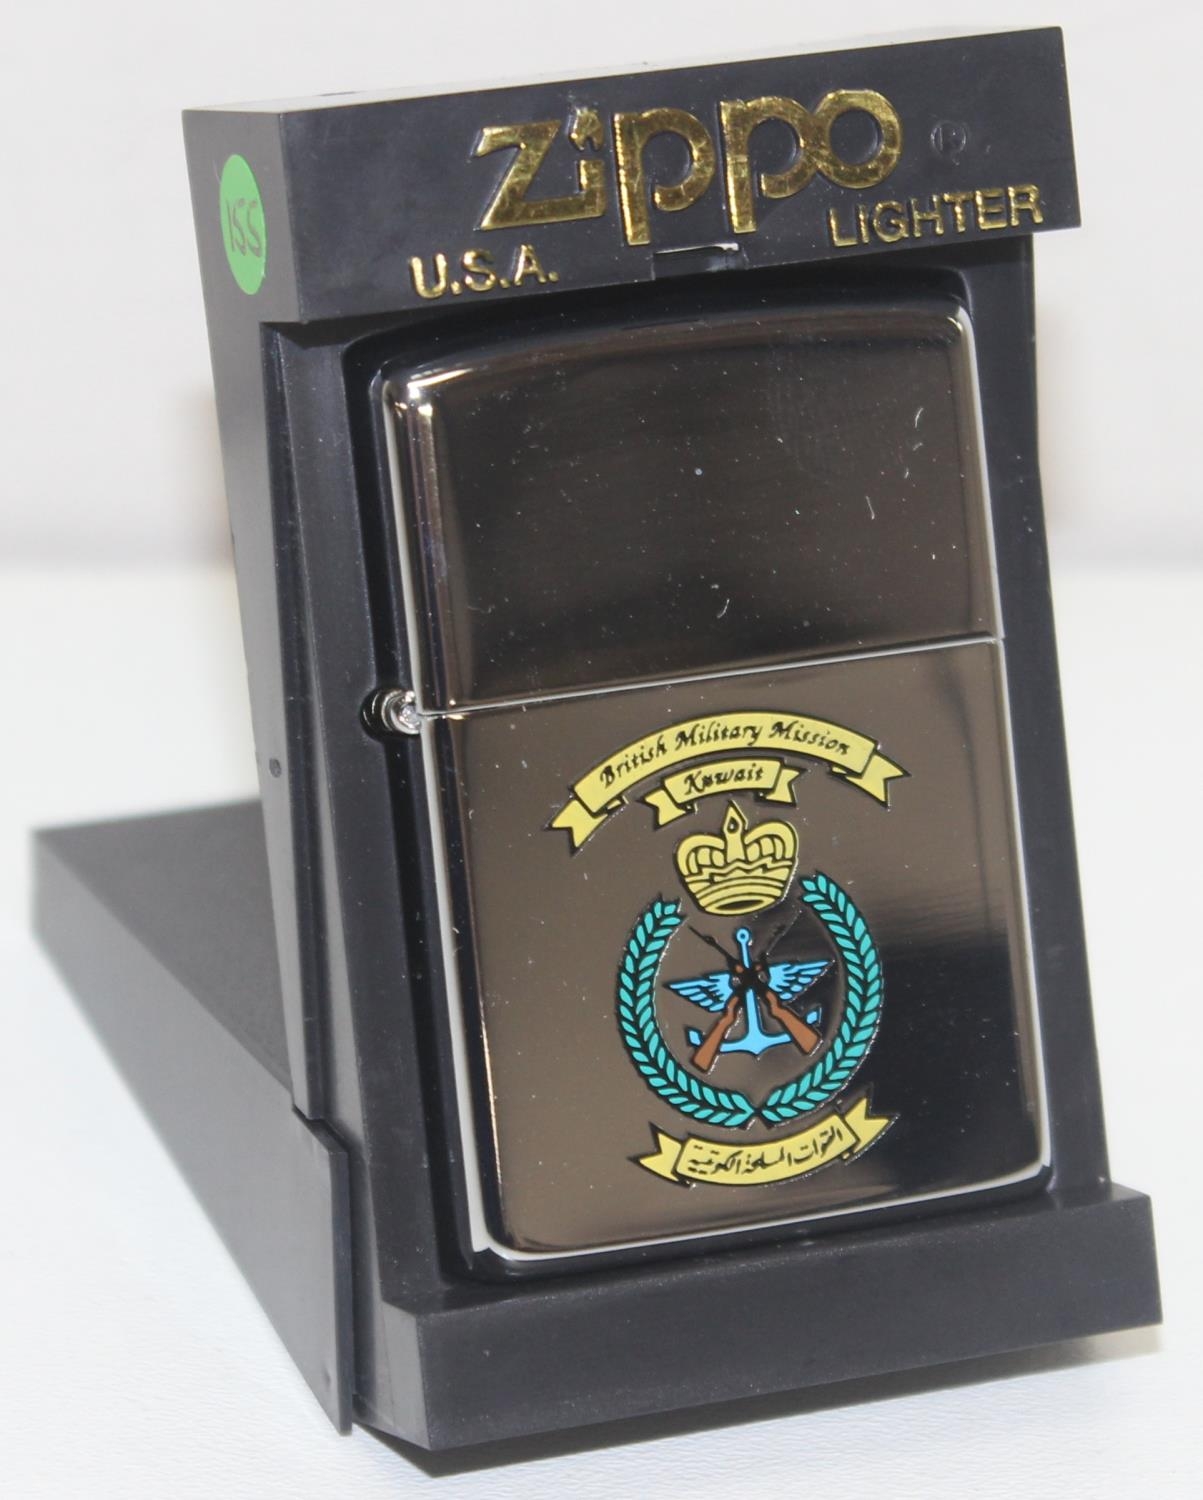 zippo ®
U.S.A. LIGHTER
155
British Military Mission
Kuwait
القوات المسلحة الكويتية